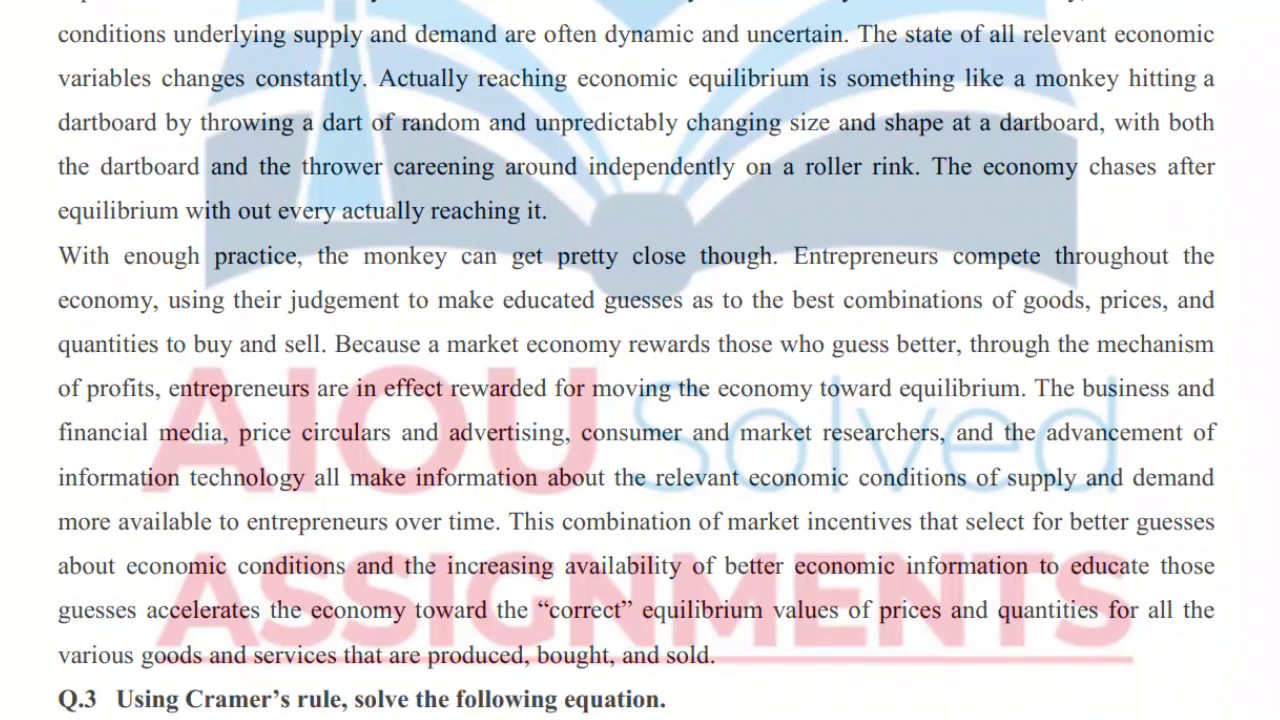 conditions underlying supply and demand are often dynamic and uncertain. The state of all relevant economic
variables changes constantly. Actually reaching economic equilibrium is something like a monkey hitting a
dartboard by throwing a dart of random and unpredictably changing size and shape at a dartboard, with both
the dartboard and the thrower careening around independently on a roller rink. The economy chases after
equilibrium with out every actually reaching it.
With enough practice, the monkey can get pretty close though. Entrepreneurs compete throughout the
economy, using their judgement to make educated guesses as to the best combinations of goods, prices, and
quantities to buy and sell. Because a market economy rewards those who guess better, through the mechanism
of profits, entrepreneurs are in effect rewarded for moving the economy toward equilibrium. The business and
financial media, price circulars and advertising, consumer and market researchers, and the advancement of
information technology all make information about the relevant economic conditions of supply and demand
more available to entrepreneurs over time. This combination of market incentives that select for better guesses
about economic conditions and the increasing availability of better economic information to educate those
guesses accelerates the economy toward the “correct” equilibrium values of prices and quantities for all the
various goods and services that are produced, bought, and sold.
Q.3 Using Cramer’s rule, solve the following equation.
AIOU Solved
ASSIGNMENTS